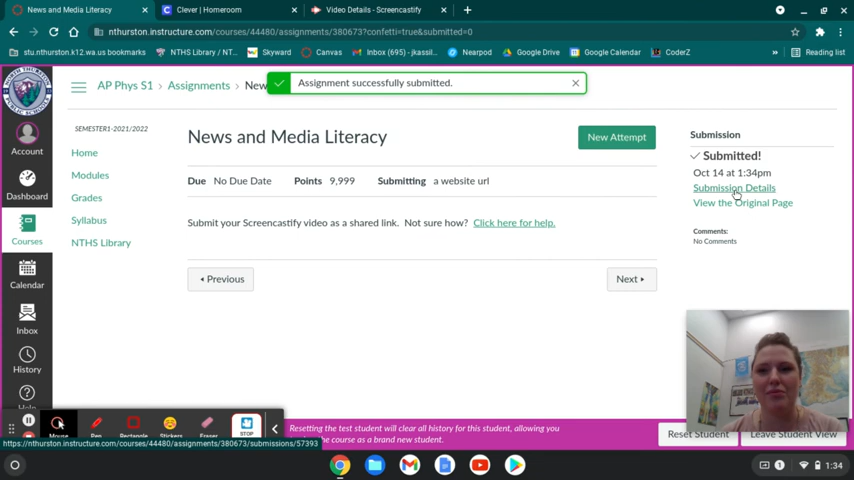 News and Media Literacy
Clever | Homeroom
Video Details - Screencastify
nthurston.instructure.com/courses/44480/assignments/380673?confetti=true&submitted=0
stu.nthurston.k12.wa.us bookmarks
NTHS Library / NT...
Skyward
Canvas
Inbox (695) - jkassil...
Nearpod
Google Drive
Google Calendar
CoderZ
»
Reading list
AP Phys S1 › Assignments › New
Assignment successfully submitted.
SEMESTER1-2021/2022
Home
Modules
Grades
Syllabus
NTHS Library
Account
Dashboard
Courses
Calendar
Inbox
History
Help
News and Media Literacy
New Attempt
Due No Due Date Points 9,999 Submitting a website url
Submit your Screencastify video as a shared link. Not sure how? Click here for help.
Previous
Next
Submission
Submitted!
Oct 14 at 1:34pm
Submission Details
View the Original Page
Comments:
No Comments
Mouse
Pen
Rectangle
Stickers
Eraser
STOP
https://nthurston.instructure.com/courses/44480/assignments/380673/submissions/57393
Resetting the test student will clear all history for this student, allowing you
the course as a brand new student.
Reset Student
Leave Student View
1
1:34